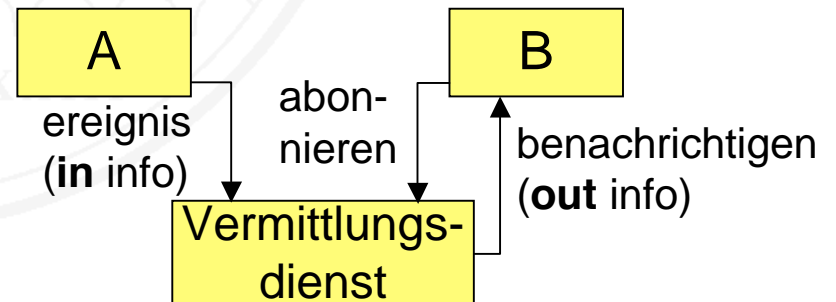 A
B
ereignis
(in info)
abon-
nieren
benachrichtigen
(out info)
Vermittlungs-
dienst